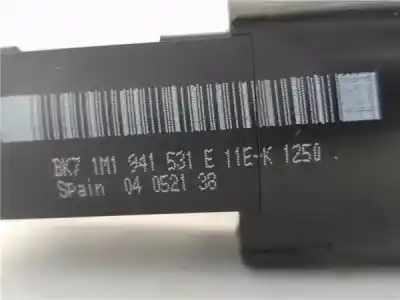 BK7 1M1 941 531 E 11E-K 1250 .
Spain 04 0521 38